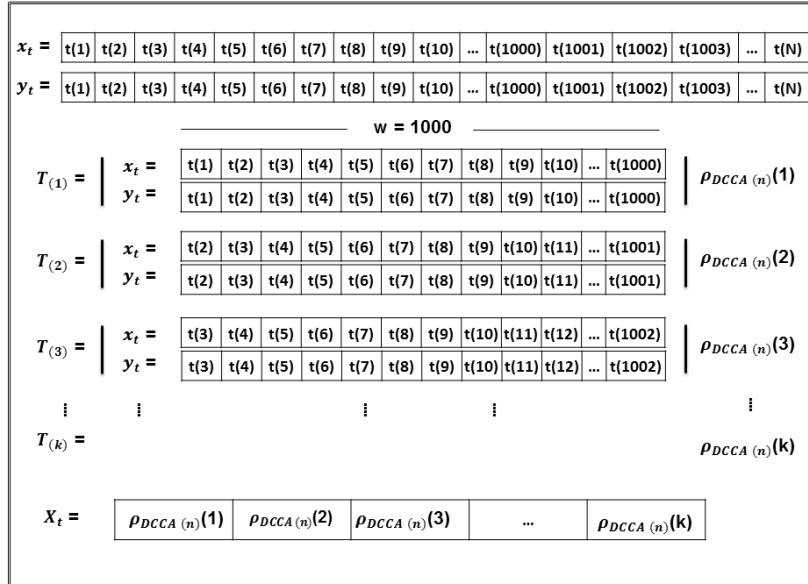 x_t = t(1) t(2) t(3) t(4) t(5) t(6) t(7) t(8) t(9) t(10) ... t(1000) t(1001) t(1002) t(1003) ... t(N)
y_t = t(1) t(2) t(3) t(4) t(5) t(6) t(7) t(8) t(9) t(10) ... t(1000) t(1001) t(1002) t(1003) ... t(N)
w = 1000
T_(1) = x_t = t(1) t(2) t(3) t(4) t(5) t(6) t(7) t(8) t(9) t(10) ... t(1000) ρ_DCCA (n)(1)
y_t = t(1) t(2) t(3) t(4) t(5) t(6) t(7) t(8) t(9) t(10) ... t(1000)
T_(2) = x_t = t(2) t(3) t(4) t(5) t(6) t(7) t(8) t(9) t(10) t(11) ... t(1001) ρ_DCCA (n)(2)
y_t = t(2) t(3) t(4) t(5) t(6) t(7) t(8) t(9) t(10) t(11) ... t(1001)
T_(3) = x_t = t(3) t(4) t(5) t(6) t(7) t(8) t(9) t(10) t(11) t(12) ... t(1002) ρ_DCCA (n)(3)
y_t = t(3) t(4) t(5) t(6) t(7) t(8) t(9) t(10) t(11) t(12) ... t(1002)
⁞ ⁞ ⁞ ⁞ ⁞
T_(k) = ρ_DCCA (n)(k)
X_t = ρ_DCCA (n)(1) ρ_DCCA (n)(2) ρ_DCCA (n)(3) ... ρ_DCCA (n)(k)